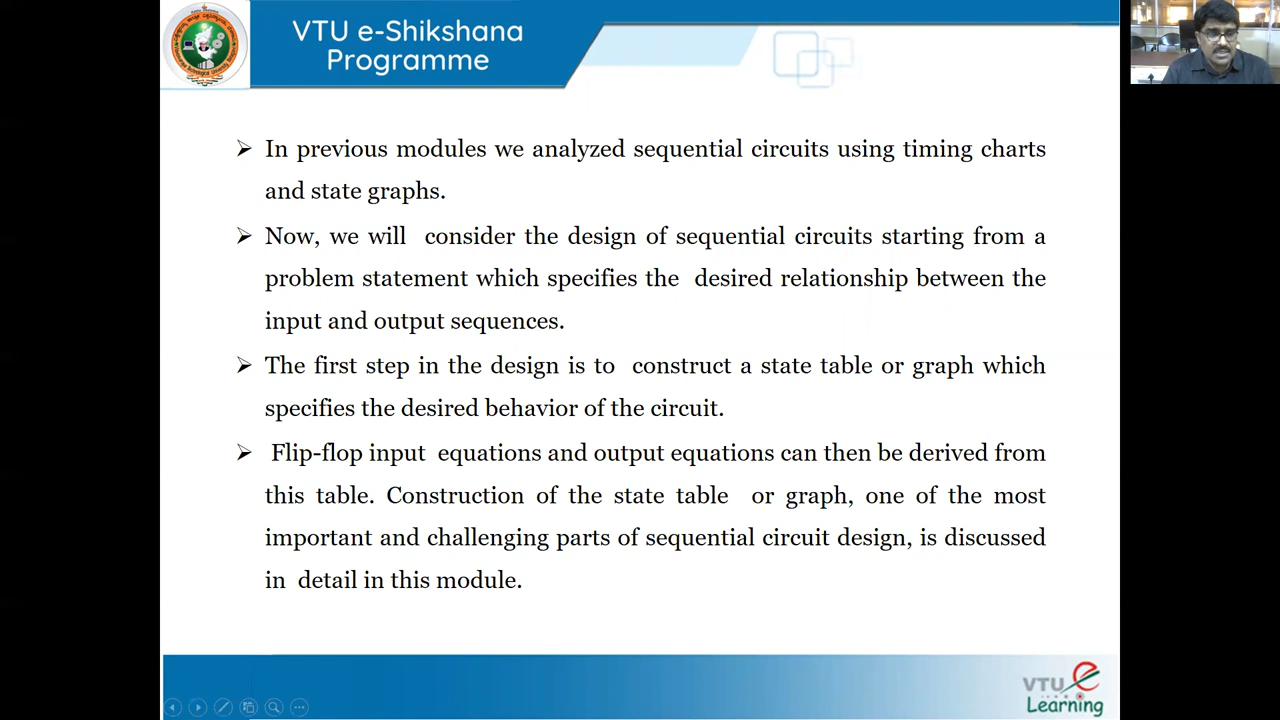 VTU e-Shikshana
Programme
➢ In previous modules we analyzed sequential circuits using timing charts
and state graphs.
➢ Now, we will consider the design of sequential circuits starting from a
problem statement which specifies the desired relationship between the
input and output sequences.
➢ The first step in the design is to construct a state table or graph which
specifies the desired behavior of the circuit.
➢ Flip-flop input equations and output equations can then be derived from
this table. Construction of the state table or graph, one of the most
important and challenging parts of sequential circuit design, is discussed
in detail in this module.
VTU e
Learning